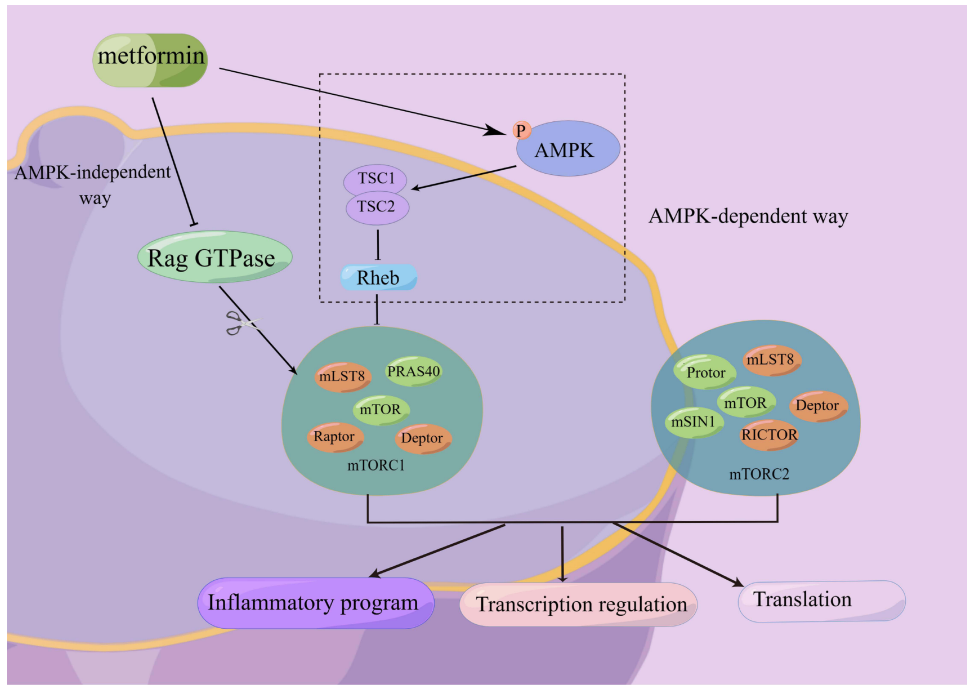 metformin
P
AMPK
AMPK-independent
way
TSC1
TSC2
AMPK-dependent way
Rag GTPase
Rheb
mLST8
PRAS40
mTOR
Raptor
Deptor
mTORC1
Protor
mLST8
mTOR
Deptor
mSIN1
RICTOR
mTORC2
Inflammatory program
Transcription regulation
Translation